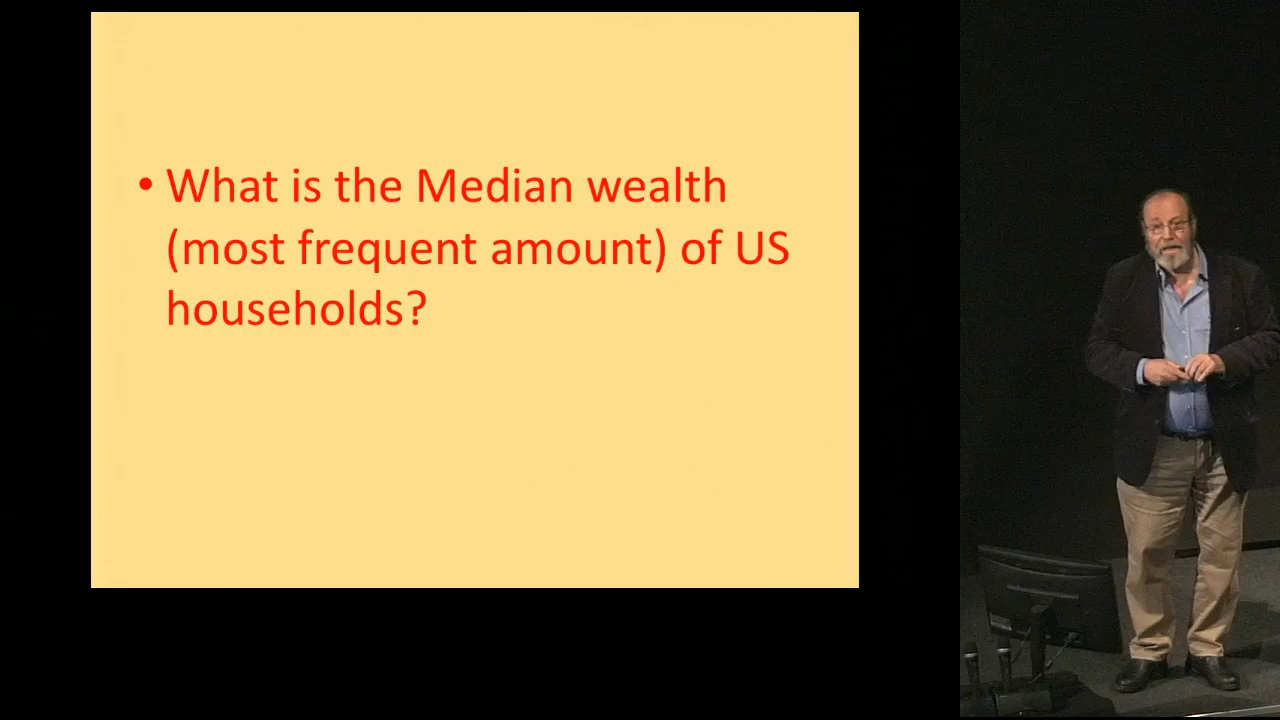 • What is the Median wealth
(most frequent amount) of US
households?